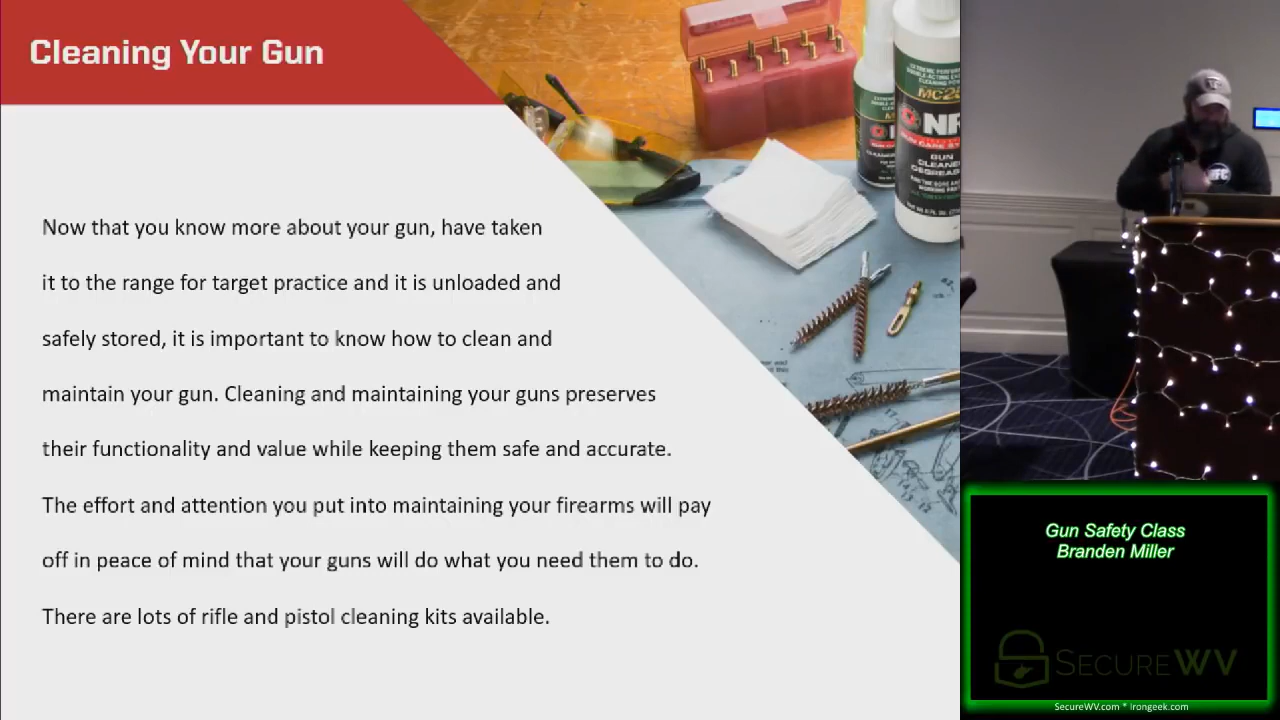 Cleaning Your Gun
Now that you know more about your gun, have taken
it to the range for target practice and it is unloaded and
safely stored, it is important to know how to clean and
maintain your gun. Cleaning and maintaining your guns preserves
their functionality and value while keeping them safe and accurate.
The effort and attention you put into maintaining your firearms will pay
off in peace of mind that your guns will do what you need them to do.
There are lots of rifle and pistol cleaning kits available.
GUN
Gun Safety Class
Branden Miller
SECUREWV
SecureWV.com * Irongeek.com